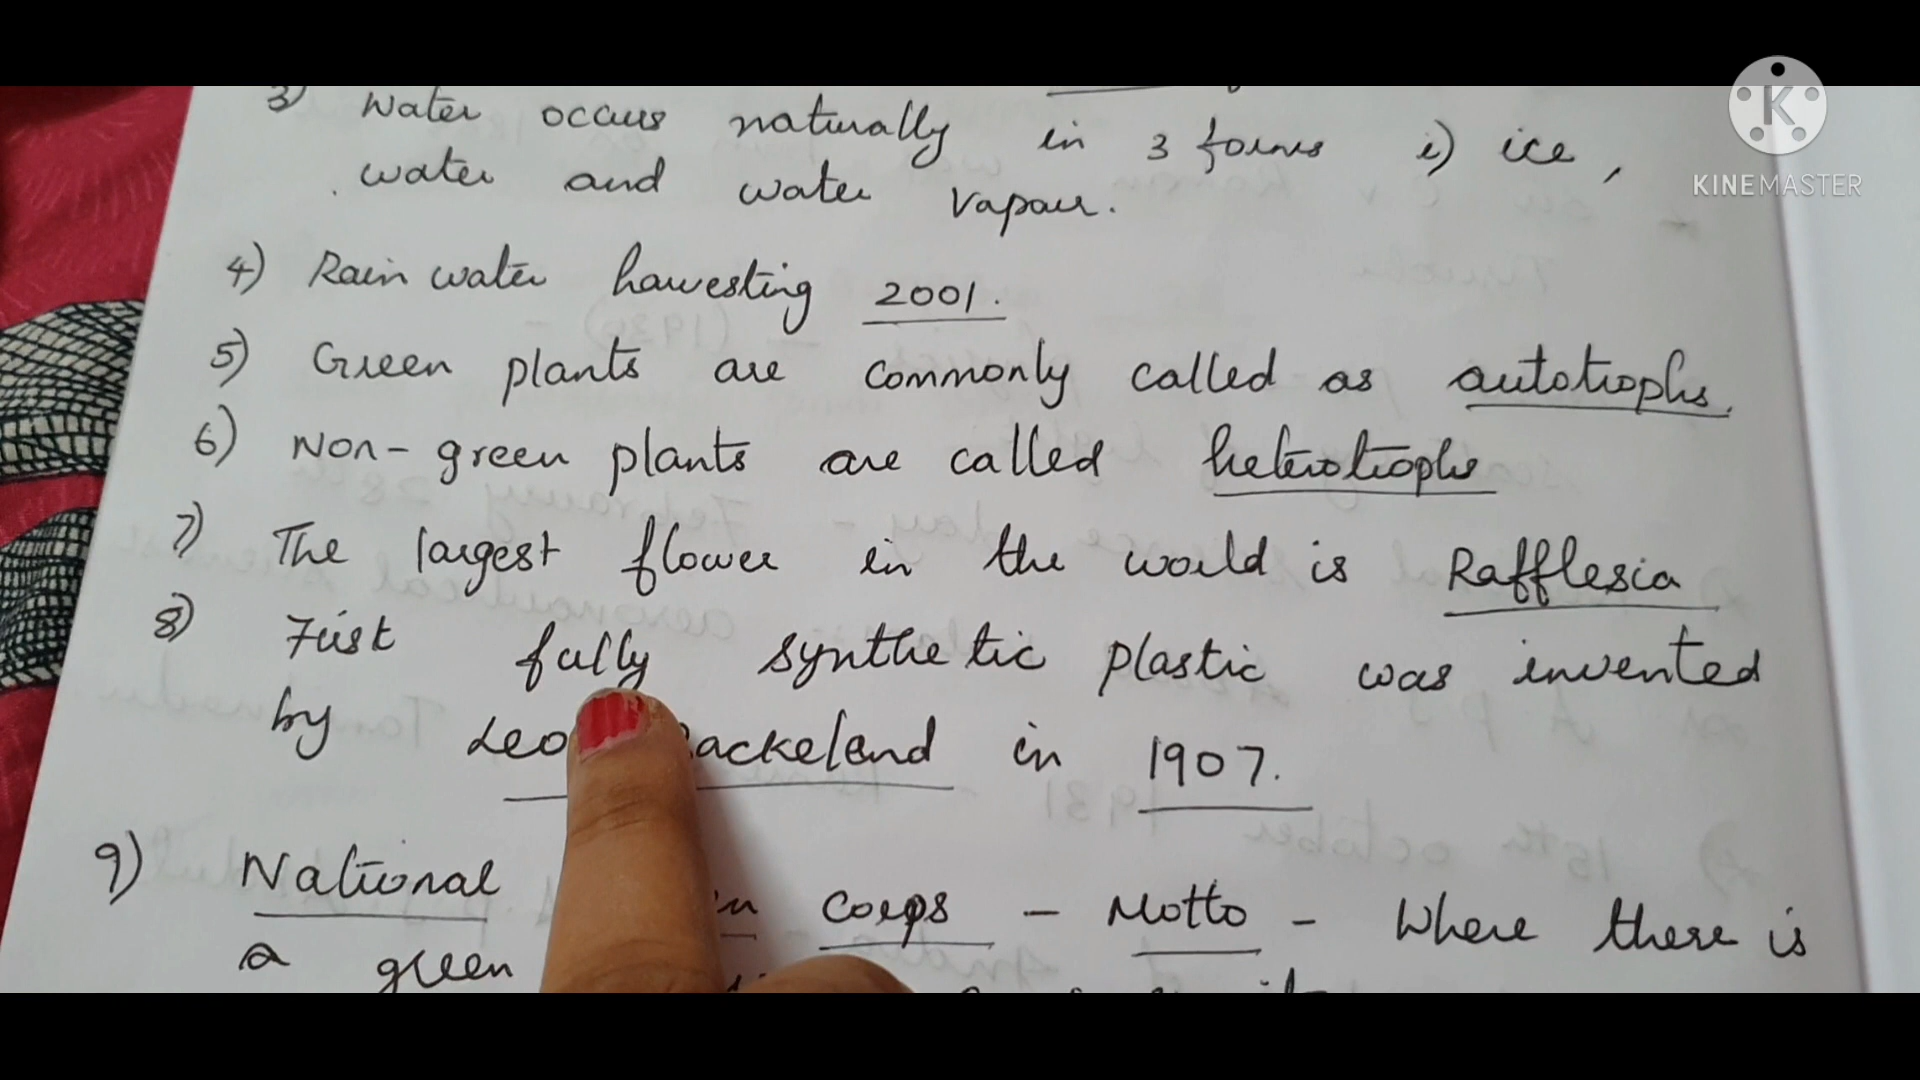 3) Water occurs naturally in 3 forms i) ice,
water and water vapour.
4) Rain water harvesting 2001.
5) Green plants are commonly called as autotrophs.
6) Non-green plants are called heterotrophs
7) The largest flower in the world is Rafflesia
8) First fully synthetic plastic was invented
by Leo Backeland in 1907.
9) National Corps - Motto - Where there is
a green
K
KINEMASTER